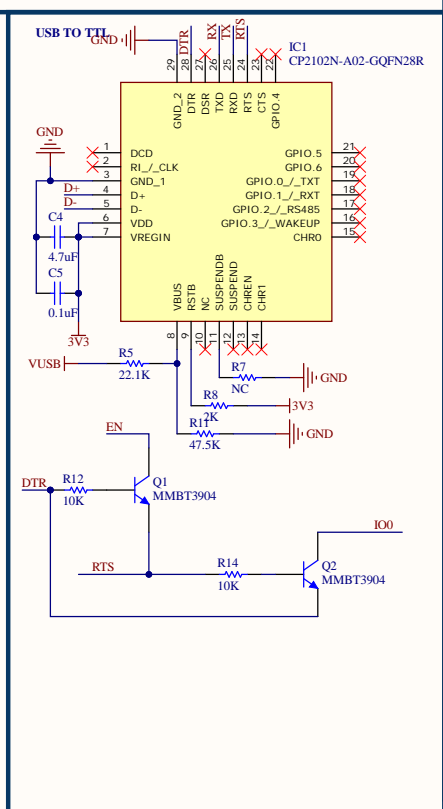 USB TO TTL
GND
DTR
RX
TX
RTS
IC1
CP2102N-A02-GQFN28R
29
28
27
26
25
24
23
22
GND_2
DTR
DSR
TXD
RXD
RTS
CTS
GPIO.4
GND
1 DCD
2 RI_/_CLK
3 GND_1
D+ 4 D+
D- 5 D-
6 VDD
7 VREGIN
GPIO.5 21
GPIO.6 20
GPIO.0_/_TXT 19
GPIO.1_/_RXT 18
GPIO.2_/_RS485 17
GPIO.3_/_WAKEUP 16
CHR0 15
C4
4.7uF
C5
0.1uF
3V3
VBUS
RSTB
NC
SUSPENDB
SUSPEND
CHREN
CHR1
8
9
10
11
12
13
14
VUSB
R5
22.1K
R7
NC
GND
R8
2K
3V3
R11
47.5K
GND
EN
DTR
R12
10K
Q1
MMBT3904
RTS
R14
10K
IO0
Q2
MMBT3904